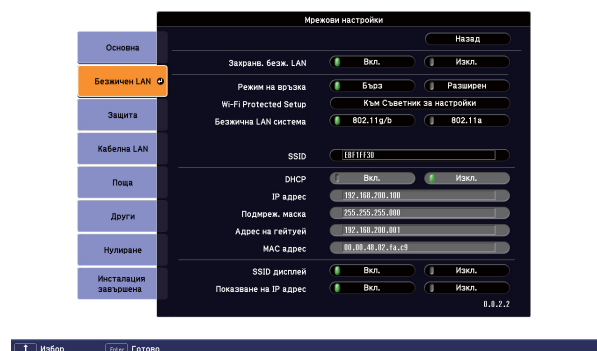 Мрежови настройки
Назад
Основна
Безжичен LAN
Защита
Кабелна LAN
Поща
Други
Нулиране
Инсталация
завършена
Захранв. безж. LAN Вкл. Изкл.
Режим на връзка Бърз Разширен
Wi-Fi Protected Setup Към Съветник за настройки
Безжична LAN система 802.11g/b 802.11a
SSID EBF1FF30
DHCP Вкл. Изкл.
IP адрес 192.168.200.100
Подмреж. маска 255.255.255.000
Адрес на гейтуей 192.168.200.001
MAC адрес 00.00.48.02.fa.c9
SSID дисплей Вкл. Изкл.
Показване на IP адрес Вкл. Изкл.
0.0.2.2
Избор Enter Готово